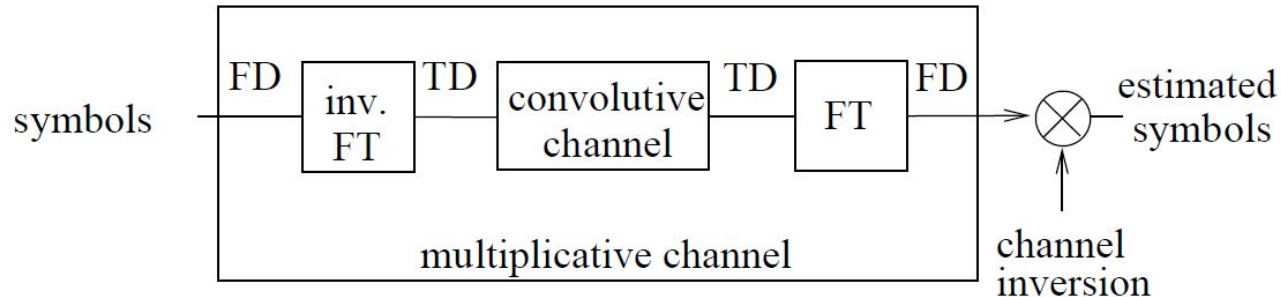 symbols
FD
inv.
FT
TD
convolutive
channel
TD
FT
FD
estimated
symbols
multiplicative channel
channel
inversion